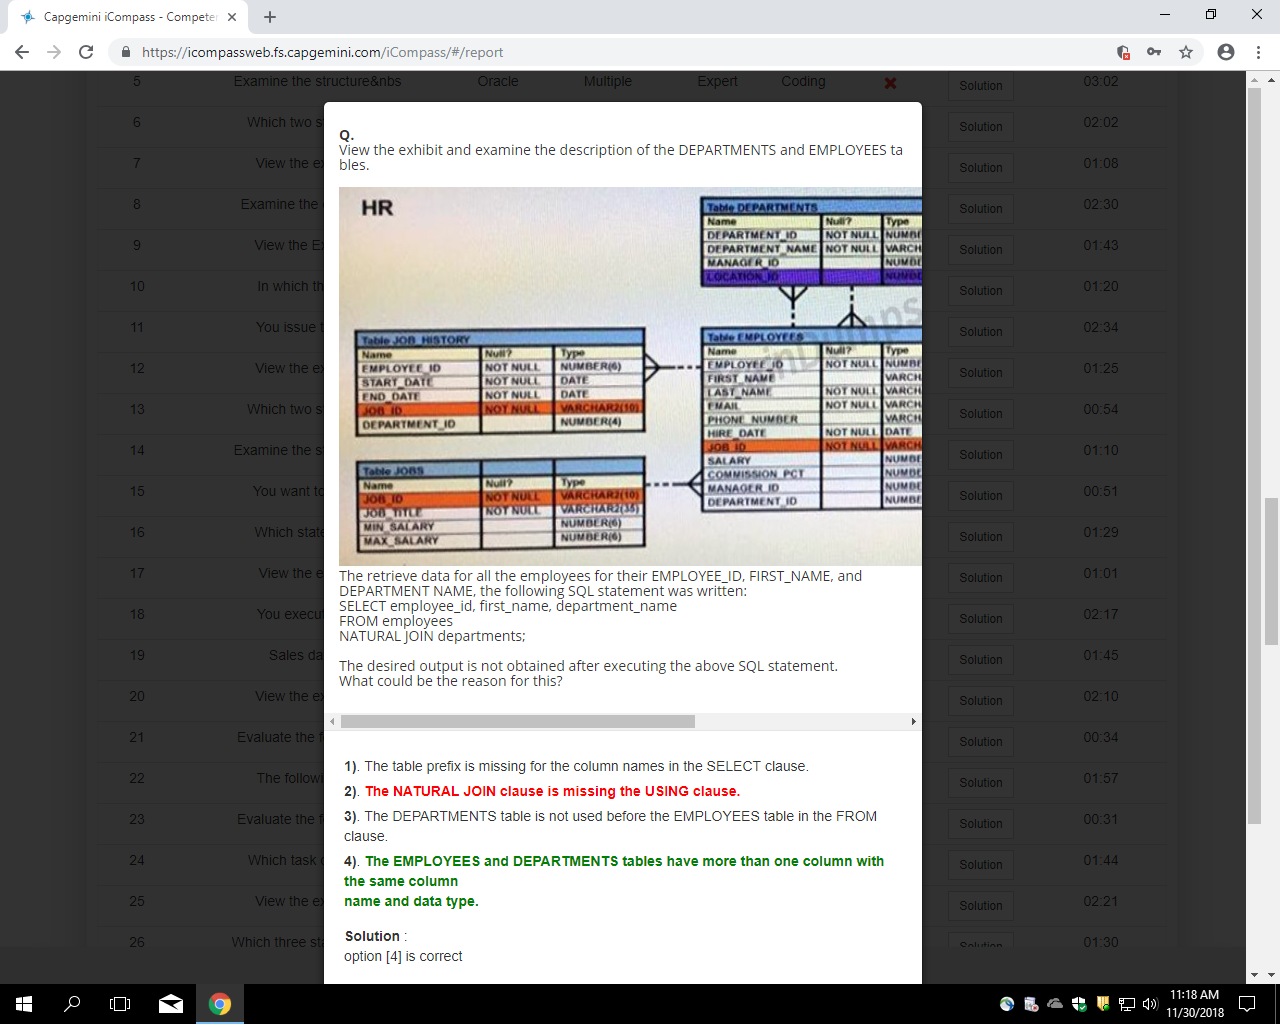 Capgemini iCompass - Competer
https://icompassweb.fs.capgemini.com/iCompass/#/report
5 Examine the structure&nbs Oracle Multiple Expert Coding Solution 03:02
6 Which two s Solution 02:02
7 View the ex Solution 01:08
8 Examine the Solution 02:30
9 View the E Solution 01:43
10 In which th Solution 01:20
11 You issue Solution 02:34
12 View the ex Solution 01:25
13 Which two s Solution 00:54
14 Examine the s Solution 01:10
15 You want to Solution 00:51
16 Which state Solution 01:29
17 View the e Solution 01:01
18 You execu Solution 02:17
19 Sales da Solution 01:45
20 View the ex Solution 02:10
21 Evaluate the f Solution 00:34
22 The followi Solution 01:57
23 Evaluate the f Solution 00:31
24 Which task Solution 01:44
25 View the e Solution 02:21
26 Which three st Solution 01:30
Q.
View the exhibit and examine the description of the DEPARTMENTS and EMPLOYEES ta
bles.
HR
Table DEPARTMENTS
Name Null? Type
DEPARTMENT_ID NOT NULL NUMBE
DEPARTMENT_NAME NOT NULL VARCH
MANAGER_ID NUMBE
LOCATION_ID NUMBE
Table JOB_HISTORY
Name Null? Type
EMPLOYEE_ID NOT NULL NUMBER(6)
START_DATE NOT NULL DATE
END_DATE NOT NULL DATE
JOB_ID NOT NULL VARCHAR2(10)
DEPARTMENT_ID NUMBER(4)
Table EMPLOYEES
Name Null? Type
EMPLOYEE_ID NOT NULL NUMBE
FIRST_NAME VARCH
LAST_NAME NOT NULL VARCH
EMAIL NOT NULL VARCH
PHONE_NUMBER VARCH
HIRE_DATE NOT NULL DATE
JOB_ID NOT NULL VARCH
SALARY NUMBE
COMMISSION_PCT NUMBE
MANAGER_ID NUMBE
DEPARTMENT_ID NUMBE
Table JOBS
Name Null? Type
JOB_ID NOT NULL VARCHAR2(10)
JOB_TITLE NOT NULL VARCHAR2(35)
MIN_SALARY NUMBER(6)
MAX_SALARY NUMBER(6)
The retrieve data for all the employees for their EMPLOYEE_ID, FIRST_NAME, and
DEPARTMENT NAME, the following SQL statement was written:
SELECT employee_id, first_name, department_name
FROM employees
NATURAL JOIN departments;
The desired output is not obtained after executing the above SQL statement.
What could be the reason for this?
1). The table prefix is missing for the column names in the SELECT clause.
2). The NATURAL JOIN clause is missing the USING clause.
3). The DEPARTMENTS table is not used before the EMPLOYEES table in the FROM
clause.
4). The EMPLOYEES and DEPARTMENTS tables have more than one column with
the same column
name and data type.
Solution :
option [4] is correct
11:18 AM
11/30/2018